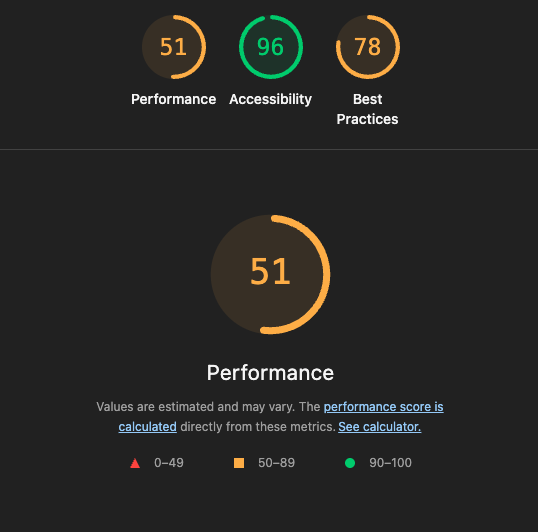 51 96 78
Performance Accessibility Best
Practices
51
Performance
Values are estimated and may vary. The performance score is
calculated directly from these metrics. See calculator.
0–49 50–89 90–100